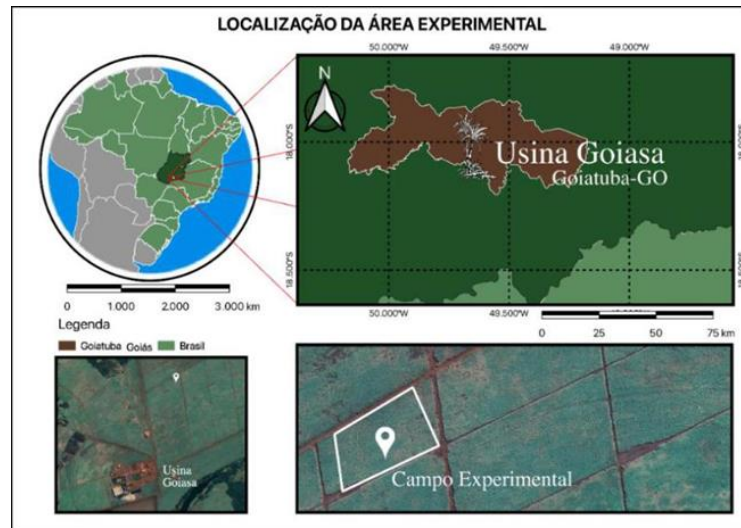 LOCALIZAÇÃO DA ÁREA EXPERIMENTAL
50.000°W 49.500°W 49.000°W
N
18.000°S
Usina Goiasa
Goiatuba-GO
18.500°S
50.000°W 49.500°W 49.000°W
0 1.000 2.000 3.000 km
0 25 50 75 km
Legenda
Goiatuba Goiás Brasil
Usina
Goiasa
Campo Experimental